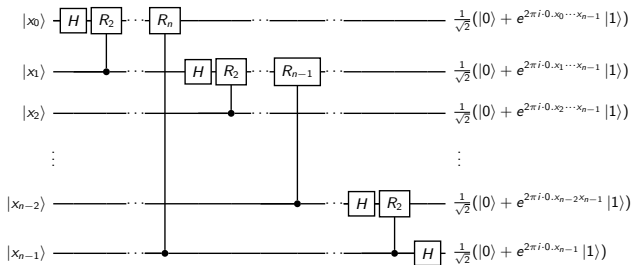 |x₀⟩ H R₂ ··· Rₙ ··· ··· ··· 1/√2(|0⟩ + e^{2πi·0.x₀···xₙ₋₁} |1⟩)
|x₁⟩ ··· H R₂ ··· Rₙ₋₁ ··· 1/√2(|0⟩ + e^{2πi·0.x₁···xₙ₋₁} |1⟩)
|x₂⟩ ··· ··· ··· 1/√2(|0⟩ + e^{2πi·0.x₂···xₙ₋₁} |1⟩)
⋮ ⋮
|xₙ₋₂⟩ ··· ··· ··· H R₂ 1/√2(|0⟩ + e^{2πi·0.xₙ₋₂xₙ₋₁} |1⟩)
|xₙ₋₁⟩ ··· ··· ··· H 1/√2(|0⟩ + e^{2πi·0.xₙ₋₁} |1⟩)